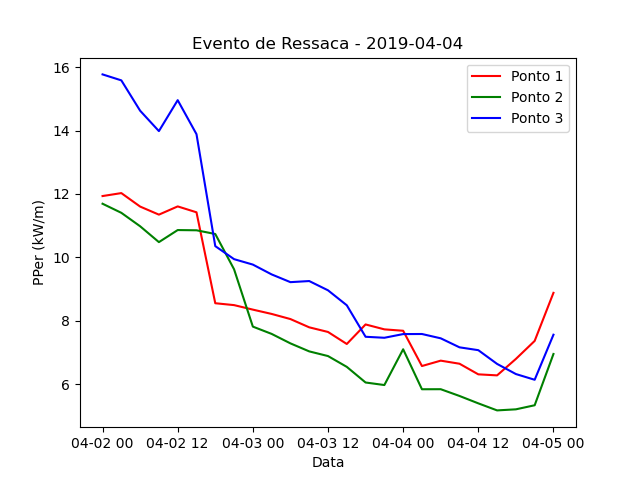 Evento de Ressaca - 2019-04-04
Ponto 1
Ponto 2
Ponto 3
PPer (kW/m)
16
14
12
10
8
6
04-02 00
04-02 12
04-03 00
04-03 12
04-04 00
04-04 12
04-05 00
Data